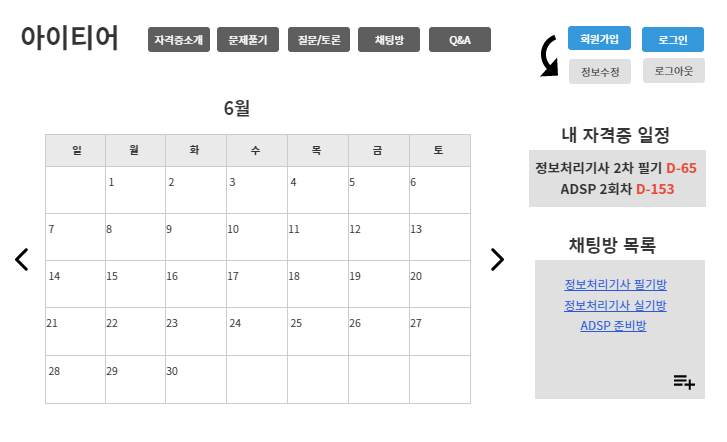 아이티어
자격증소개 문제풀기 질문/토론 채팅방 Q&A
회원가입 로그인
정보수정 로그아웃
6월
일 월 화 수 목 금 토
1 2 3 4 5 6
7 8 9 10 11 12 13
14 15 16 17 18 19 20
21 22 23 24 25 26 27
28 29 30
내 자격증 일정
정보처리기사 2차 필기 D-65
ADSP 2회차 D-153
채팅방 목록
정보처리기사 필기방
정보처리기사 실기방
ADSP 준비방